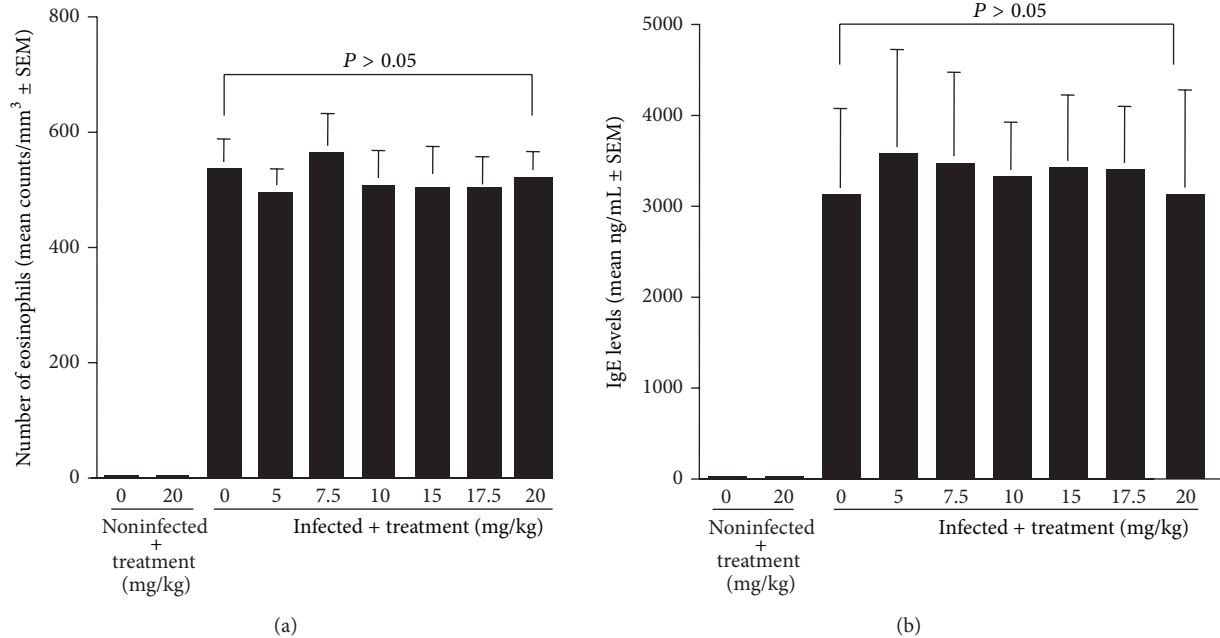 Number of eosinophils (mean counts/mm³ ± SEM)
800
600
400
200
0
P > 0.05
0 20 0 5 7.5 10 15 17.5 20
Noninfected
+
treatment
(mg/kg)
Infected + treatment (mg/kg)
(a)
IgE levels (mean ng/mL ± SEM)
5000
4000
3000
2000
1000
0
P > 0.05
0 20 0 5 7.5 10 15 17.5 20
Noninfected
+
treatment
(mg/kg)
Infected + treatment (mg/kg)
(b)